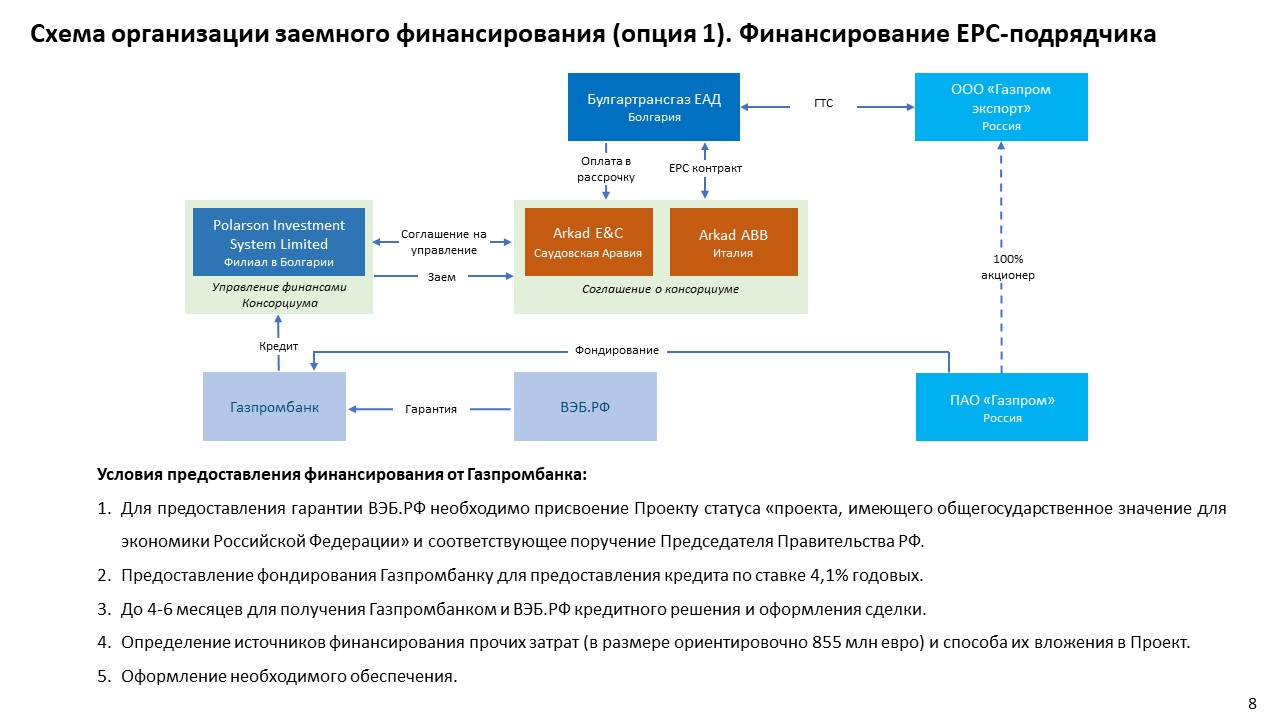 Схема организации заемного финансирования (опция 1). Финансирование ЕРС-подрядчика
Булгартрансгаз ЕАД
Болгария
ГТС
ООО «Газпром
экспорт»
Россия
Оплата в
рассрочку
ЕРС контракт
Polarson Investment
System Limited
Филиал в Болгарии
Управление финансами
Консорциума
Соглашение на
управление
Заем
Arkad E&C
Саудовская Аравия
Arkad ABB
Италия
Соглашение о консорциуме
100%
акционер
Кредит
Фондирование
Газпромбанк
Гарантия
ВЭБ.РФ
ПАО «Газпром»
Россия
Условия предоставления финансирования от Газпромбанка:
1. Для предоставления гарантии ВЭБ.РФ необходимо присвоение Проекту статуса «проекта, имеющего общегосударственное значение для
экономики Российской Федерации» и соответствующее поручение Председателя Правительства РФ.
2. Предоставление фондирования Газпромбанку для предоставления кредита по ставке 4,1% годовых.
3. До 4-6 месяцев для получения Газпромбанком и ВЭБ.РФ кредитного решения и оформления сделки.
4. Определение источников финансирования прочих затрат (в размере ориентировочно 855 млн евро) и способа их вложения в Проект.
5. Оформление необходимого обеспечения.
8